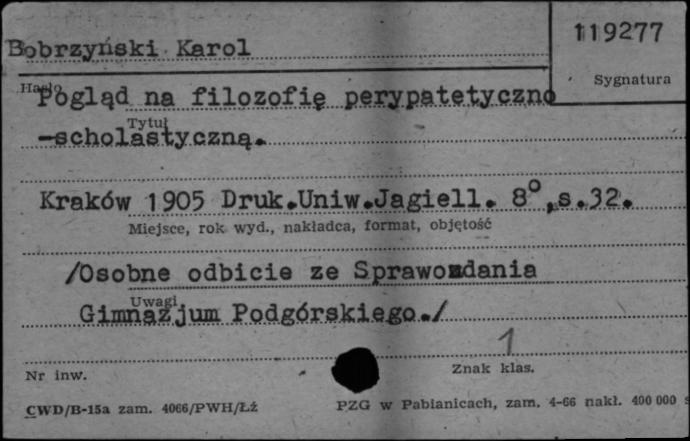 119277
Bobrzyński Karol
Hasło
Sygnatura
Pogląd na filozofię perypatetyczno
Tytuł
-scholastyczną.
Kraków 1905 Druk.Uniw.Jagiell. 8°,s.32.
Miejsce, rok wyd., nakładca, format, objętość
/Osobne odbicie ze Sprawozdania
Uwagi
Gimnazjum Podgórskiego./
1
Nr inw.
Znak klas.
CWD/B-15a zam. 4066/PWH/Łż
PZG w Pabianicach, zam. 4-66 nakł. 400 000 s